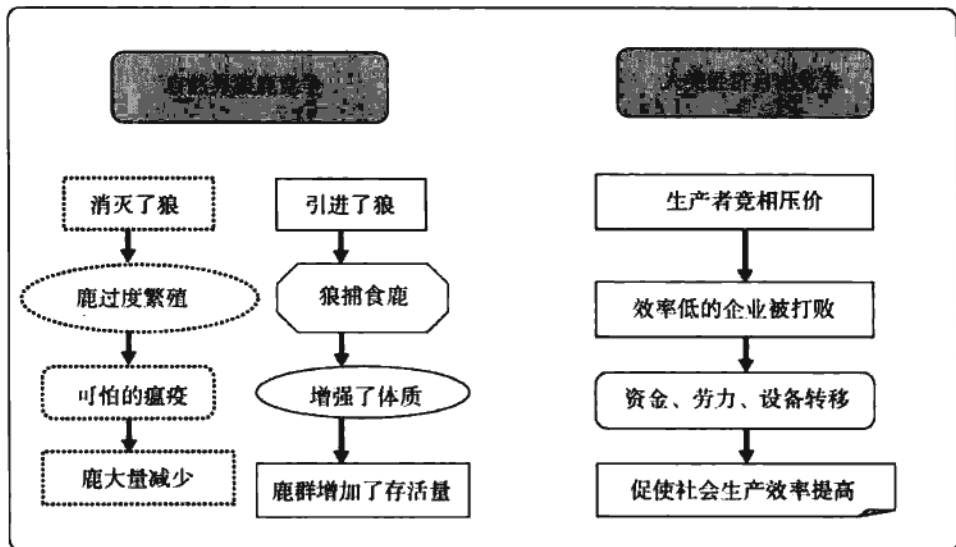 消灭了狼
鹿过度繁殖
可怕的瘟疫
鹿大量减少
引进了狼
狼捕食鹿
增强了体质
鹿群增加了存活量
生产者竞相压价
效率低的企业被打败
资金、劳力、设备转移
促使社会生产效率提高